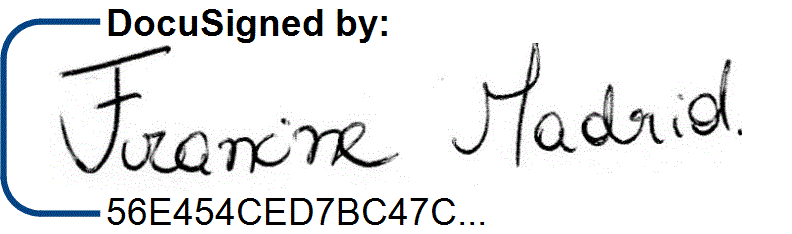 DocuSigned by:
Francine Madrid.
56E454CED7BC47C...